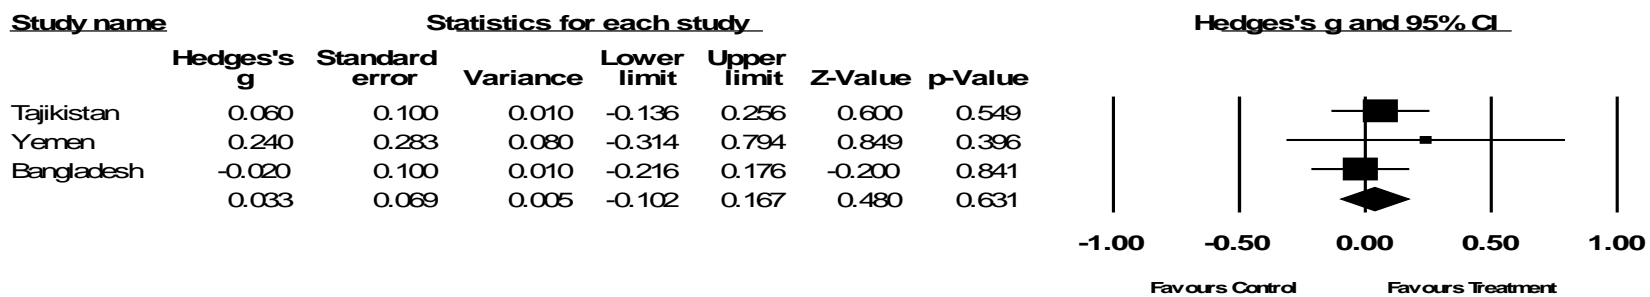 Study name Statistics for each study Hedges's g and 95% CI
Hedges's Standard Lower Upper
g error Variance limit limit Z-Value p-Value
Tajikistan 0.060 0.100 0.010 -0.136 0.256 0.600 0.549
Yemen 0.240 0.283 0.080 -0.314 0.794 0.849 0.396
Bangladesh -0.020 0.100 0.010 -0.216 0.176 -0.200 0.841
0.033 0.069 0.005 -0.102 0.167 0.480 0.631
-1.00 -0.50 0.00 0.50 1.00
Favours Control Favours Treatment